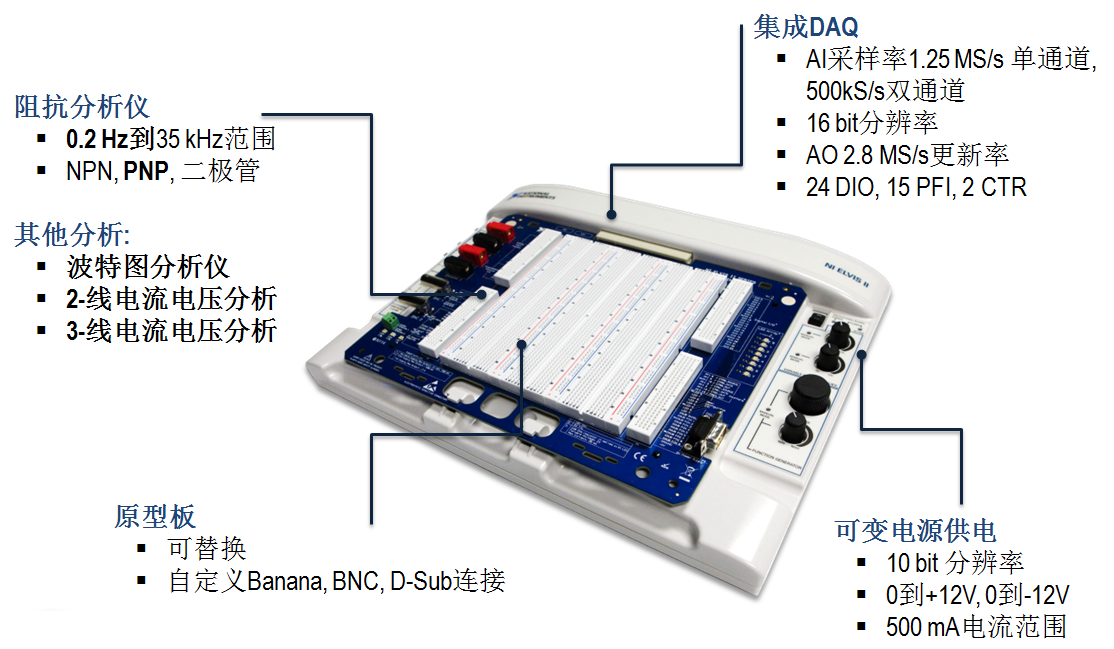 集成DAQ
AI采样率1.25 MS/s 单通道,
500kS/s双通道
16 bit分辨率
AO 2.8 MS/s更新率
24 DIO, 15 PFI, 2 CTR
阻抗分析仪
0.2 Hz到35 kHz范围
NPN, PNP, 二极管
其他分析:
波特图分析仪
2-线电流电压分析
3-线电流电压分析
NATIONAL
INSTRUMENTS
NI ELVIS II
FUNCTION GENERATOR
原型板
可替换
自定义Banana, BNC, D-Sub连接
可变电源供电
10 bit 分辨率
0到+12V, 0到-12V
500 mA电流范围